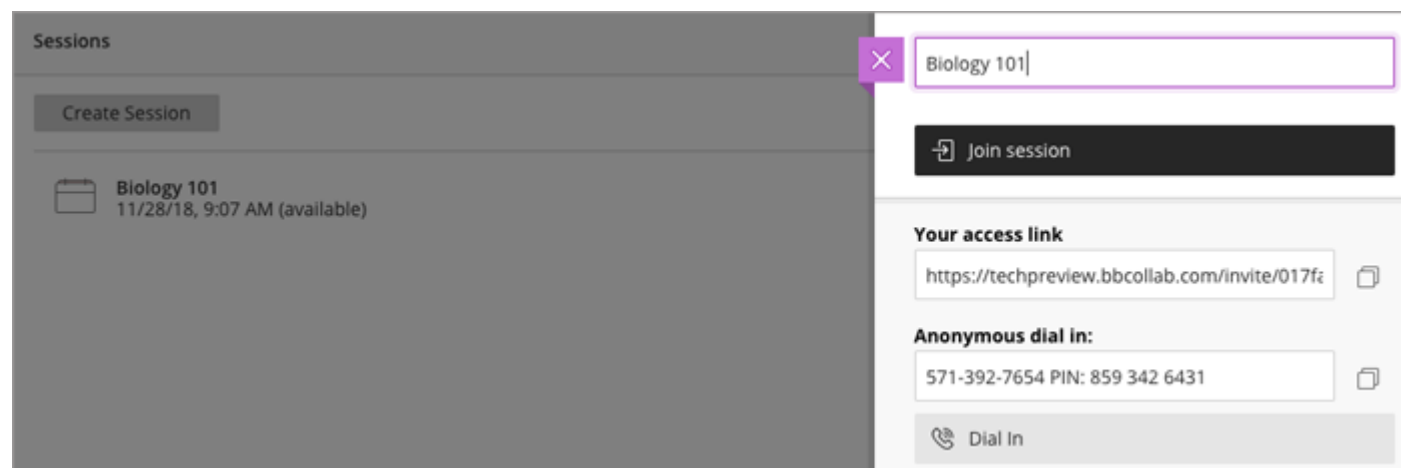 Sessions
Create Session
Biology 101
11/28/18, 9:07 AM (available)
Biology 101
Join session
Your access link
https://techpreview.bbcollab.com/invite/017fa
Anonymous dial in:
571-392-7654 PIN: 859 342 6431
Dial In